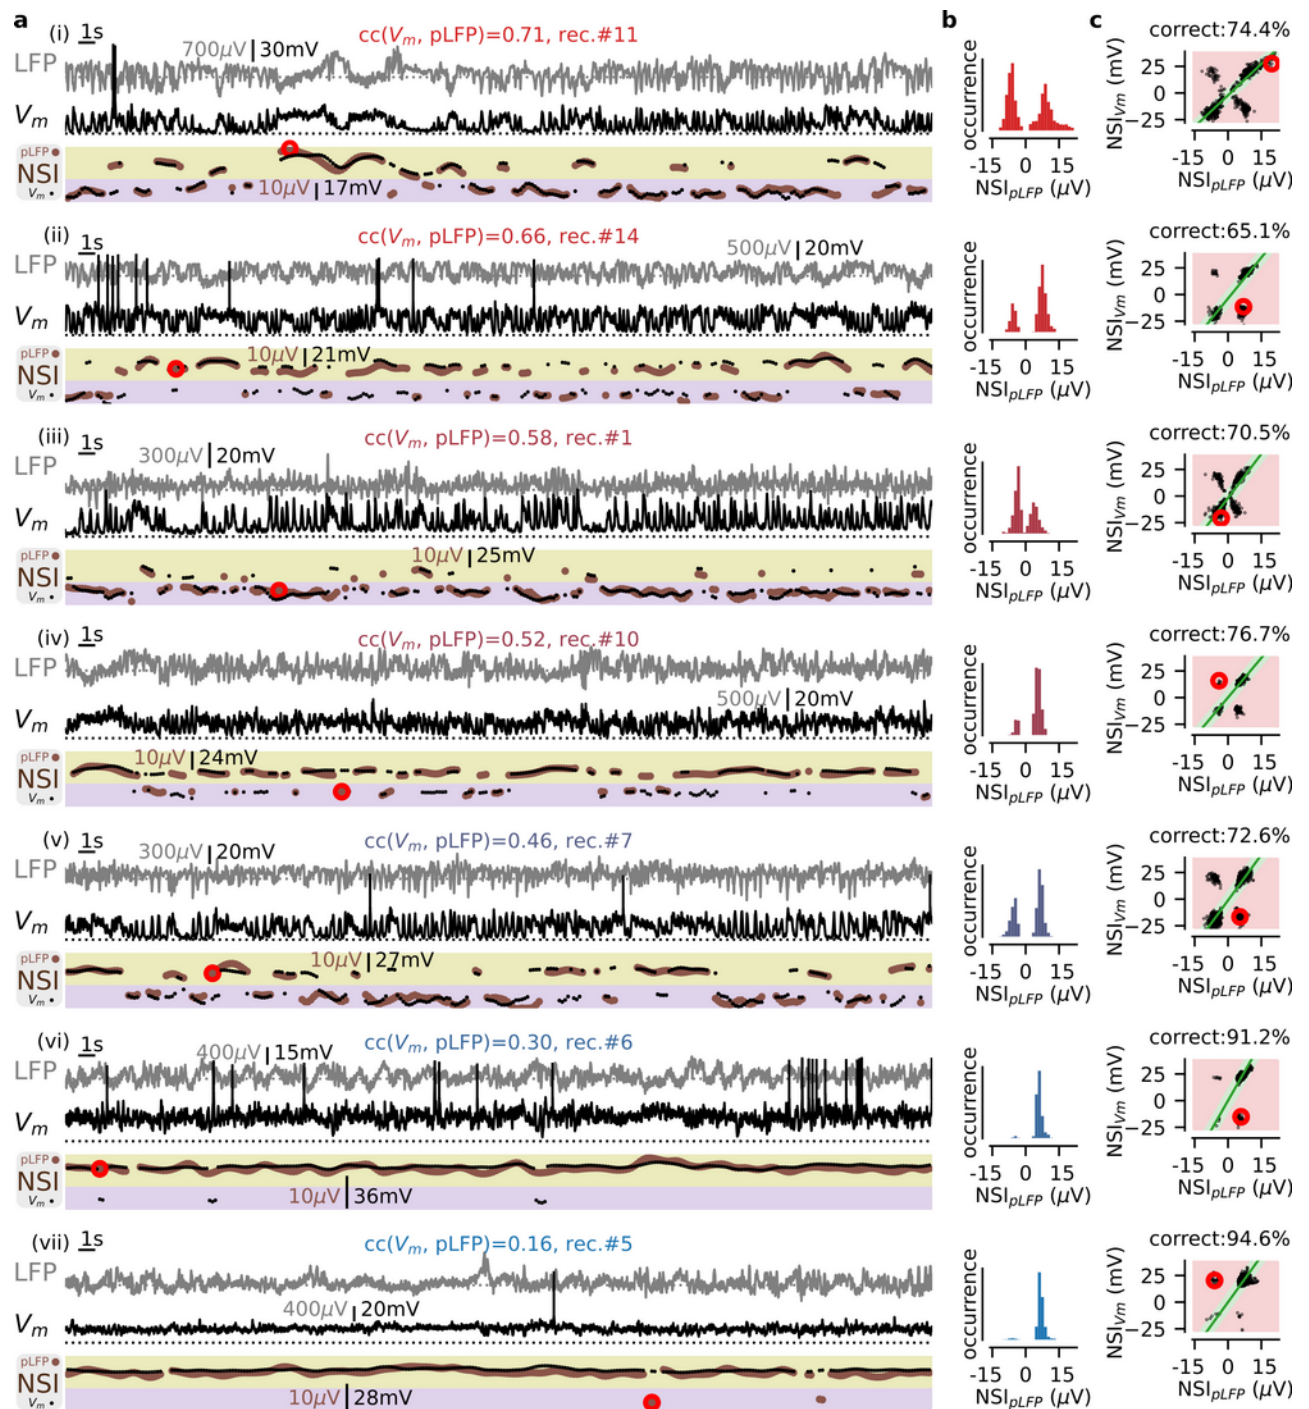 a
b
c
(i) 1s
700μV 30mV
cc(Vm, pLFP)=0.71, rec.#11
LFP
Vm
pLFP
NSI
Vm
10μV 17mV
occurrence
-15 0 15
NSIpLFP (μV)
correct:74.4%
NSIVm (mV)
25
0
−25
-15 0 15
NSIpLFP (μV)
(ii) 1s
cc(Vm, pLFP)=0.66, rec.#14
500μV 20mV
LFP
Vm
pLFP
NSI
Vm
10μV 21mV
occurrence
-15 0 15
NSIpLFP (μV)
correct:65.1%
NSIVm (mV)
25
0
−25
-15 0 15
NSIpLFP (μV)
(iii) 1s
300μV 20mV
cc(Vm, pLFP)=0.58, rec.#1
LFP
Vm
pLFP
NSI
Vm
10μV 25mV
occurrence
-15 0 15
NSIpLFP (μV)
correct:70.5%
NSIVm (mV)
25
0
−25
-15 0 15
NSIpLFP (μV)
(iv) 1s
cc(Vm, pLFP)=0.52, rec.#10
LFP
500μV 20mV
Vm
pLFP
NSI
Vm
10μV 24mV
occurrence
-15 0 15
NSIpLFP (μV)
correct:76.7%
NSIVm (mV)
25
0
−25
-15 0 15
NSIpLFP (μV)
(v) 1s
300μV 20mV
cc(Vm, pLFP)=0.46, rec.#7
LFP
Vm
pLFP
NSI
Vm
10μV 27mV
occurrence
-15 0 15
NSIpLFP (μV)
correct:72.6%
NSIVm (mV)
25
0
−25
-15 0 15
NSIpLFP (μV)
(vi) 1s
400μV 15mV
cc(Vm, pLFP)=0.30, rec.#6
LFP
Vm
pLFP
NSI
Vm
10μV 36mV
occurrence
-15 0 15
NSIpLFP (μV)
correct:91.2%
NSIVm (mV)
25
0
−25
-15 0 15
NSIpLFP (μV)
(vii) 1s
cc(Vm, pLFP)=0.16, rec.#5
LFP
400μV 20mV
Vm
pLFP
NSI
Vm
10μV 28mV
occurrence
-15 0 15
NSIpLFP (μV)
correct:94.6%
NSIVm (mV)
25
0
−25
-15 0 15
NSIpLFP (μV)